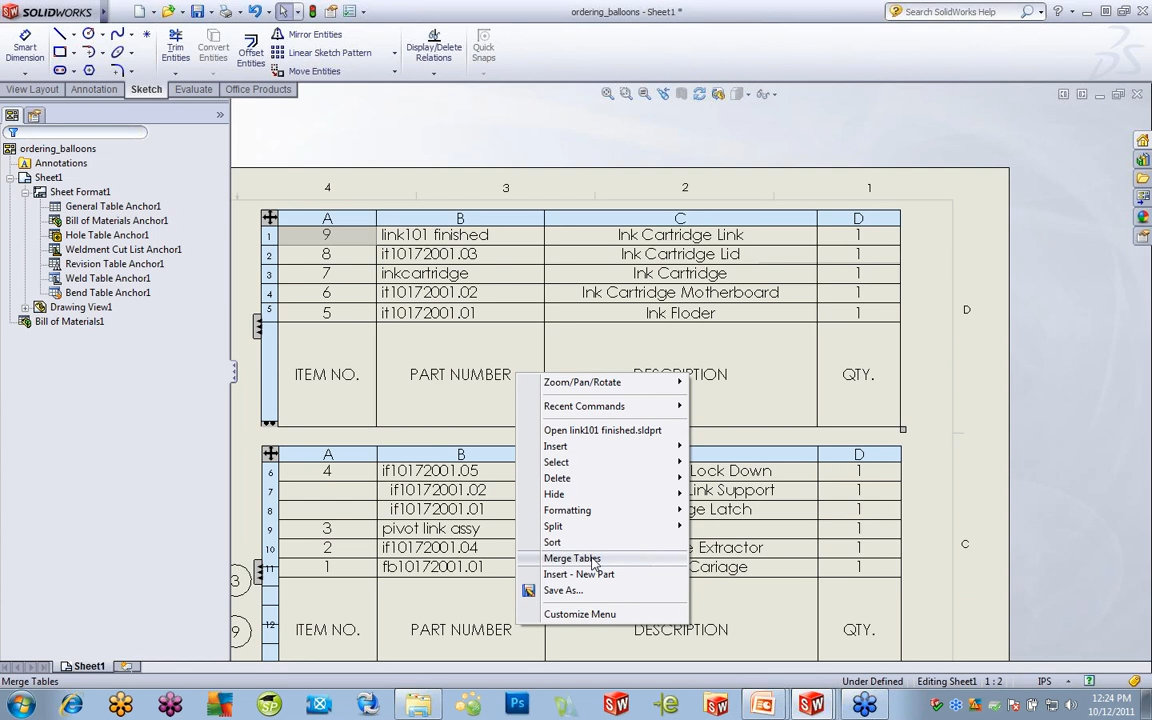 SOLIDWORKS
ordering_balloons - Sheet1 *
Search SolidWorks Help
Smart Dimension
Trim Entities
Convert Entities
Offset Entities
Mirror Entities
Linear Sketch Pattern
Move Entities
Display/Delete Relations
Quick Snaps
View Layout
Annotation
Sketch
Evaluate
Office Products
ordering_balloons
Annotations
Sheet1
Sheet Format1
General Table Anchor1
Bill of Materials Anchor1
Hole Table Anchor1
Weldment Cut List Anchor1
Revision Table Anchor1
Weld Table Anchor1
Bend Table Anchor1
Drawing View1
Bill of Materials1
4 3 2 1
A B C D
1 9 link101 finished Ink Cartridge Link 1
2 8 it10172001.03 Ink Cartridge Lid 1
3 7 inkcartridge Ink Cartridge 1
4 6 it10172001.02 Ink Cartridge Motherboard 1
5 5 it10172001.01 Ink Floder 1
D
ITEM NO. PART NUMBER DESCRIPTION QTY.
Zoom/Pan/Rotate
Recent Commands
Open link101 finished.sldprt
Insert
Select
Delete
Hide
Formatting
Split
Sort
Merge Tables
Insert - New Part
Save As...
Customize Menu
A B D
6 4 if10172001.05 Lock Down 1
7 if10172001.02 Link Support 1
8 if10172001.01 ge Latch 1
9 3 pivot link assy 1
10 2 if10172001.04 Extractor 1
11 1 fb10172001.01 Cariage 1
C
3
9
12 ITEM NO. PART NUMBER DESCRIPTION QTY.
Sheet1
Merge Tables
Under Defined
Editing Sheet1
1 : 2
IPS
12:24 PM
10/12/2011